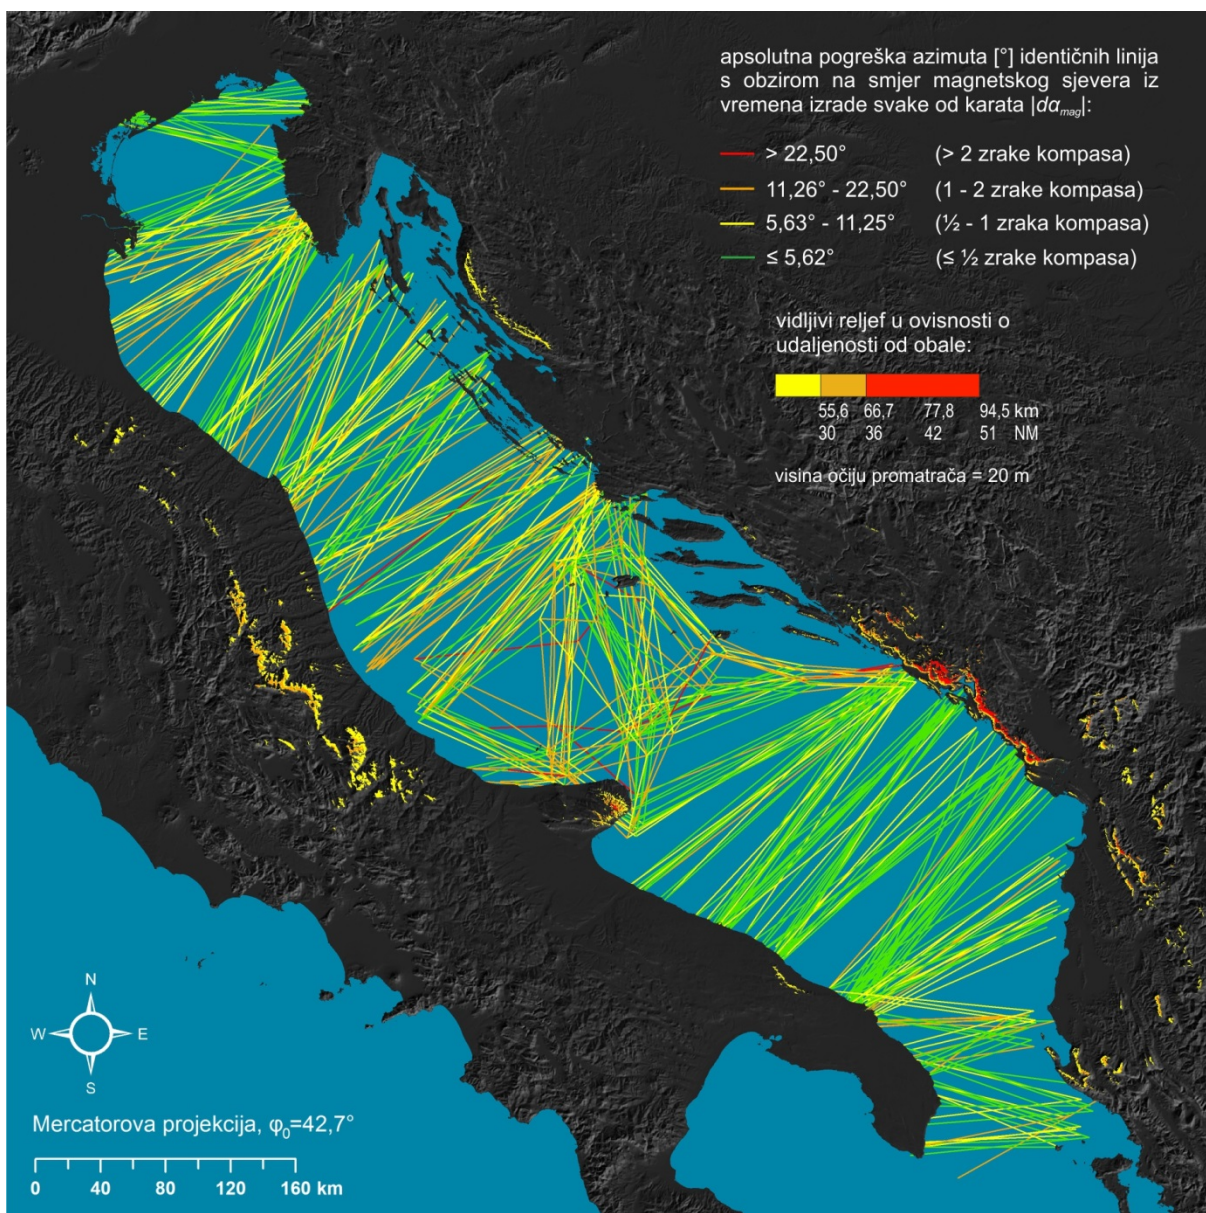 apsolutna pogreška azimuta [°] identičnih linija
s obzirom na smjer magnetskog sjevera iz
vremena izrade svake od karata |dα_mag|:
> 22,50° (> 2 zrake kompasa)
11,26° - 22,50° (1 - 2 zrake kompasa)
5,63° - 11,25° (½ - 1 zraka kompasa)
≤ 5,62° (≤ ½ zrake kompasa)
vidljivi reljef u ovisnosti o
udaljenosti od obale:
55,6 66,7 77,8 94,5 km
30 36 42 51 NM
visina očiju promatrača = 20 m
N
W E
S
Mercatorova projekcija, φ₀=42,7°
0 40 80 120 160 km